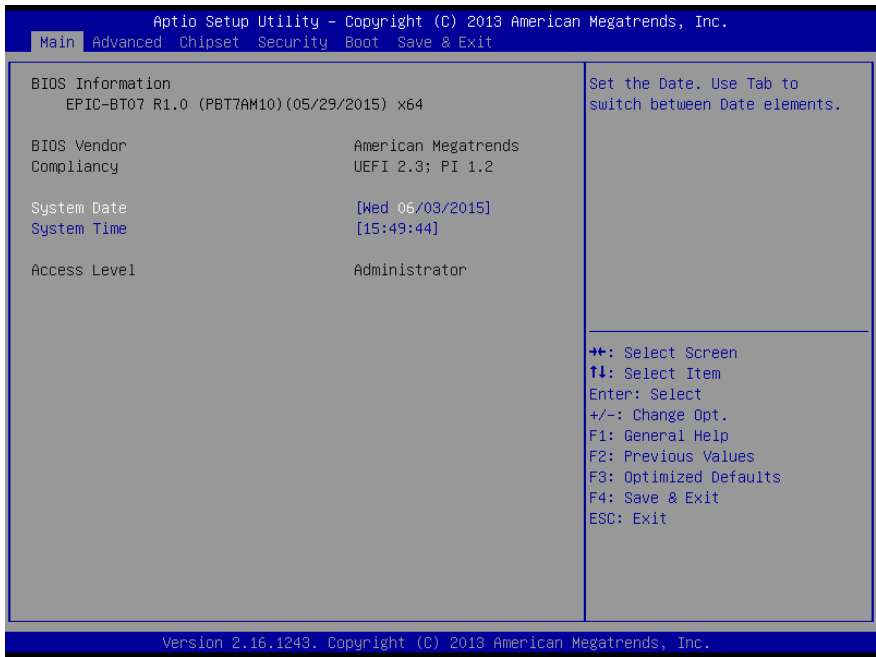 Aptio Setup Utility – Copyright (C) 2013 American Megatrends, Inc.
Main Advanced Chipset Security Boot Save & Exit
BIOS Information
EPIC-BT07 R1.0 (PBT7AM10)(05/29/2015) x64
BIOS Vendor American Megatrends
Compliancy UEFI 2.3; PI 1.2
System Date [Wed 06/03/2015]
System Time [15:49:44]
Access Level Administrator
Set the Date. Use Tab to
switch between Date elements.
→←: Select Screen
↑↓: Select Item
Enter: Select
+/-: Change Opt.
F1: General Help
F2: Previous Values
F3: Optimized Defaults
F4: Save & Exit
ESC: Exit
Version 2.16.1243. Copyright (C) 2013 American Megatrends, Inc.